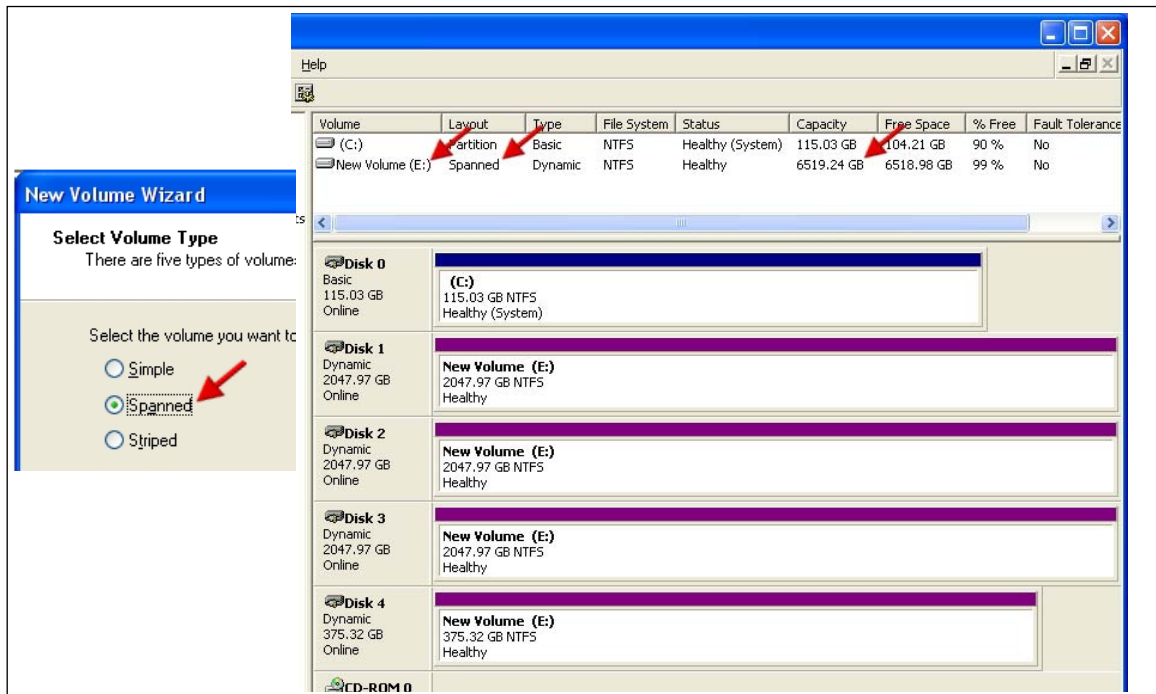 New Volume Wizard
Select Volume Type
There are five types of volume
Select the volume you want to
Simple
Spanned
Striped
Help
Volume Layout Type File System Status Capacity Free Space % Free Fault Tolerance
(C:) Partition Basic NTFS Healthy (System) 115.03 GB 104.21 GB 90 % No
New Volume (E:) Spanned Dynamic NTFS Healthy 6519.24 GB 6518.98 GB 99 % No
Disk 0
Basic
115.03 GB
Online
(C:)
115.03 GB NTFS
Healthy (System)
Disk 1
Dynamic
2047.97 GB
Online
New Volume (E:)
2047.97 GB NTFS
Healthy
Disk 2
Dynamic
2047.97 GB
Online
New Volume (E:)
2047.97 GB NTFS
Healthy
Disk 3
Dynamic
2047.97 GB
Online
New Volume (E:)
2047.97 GB NTFS
Healthy
Disk 4
Dynamic
375.32 GB
Online
New Volume (E:)
375.32 GB NTFS
Healthy
CD-ROM 0